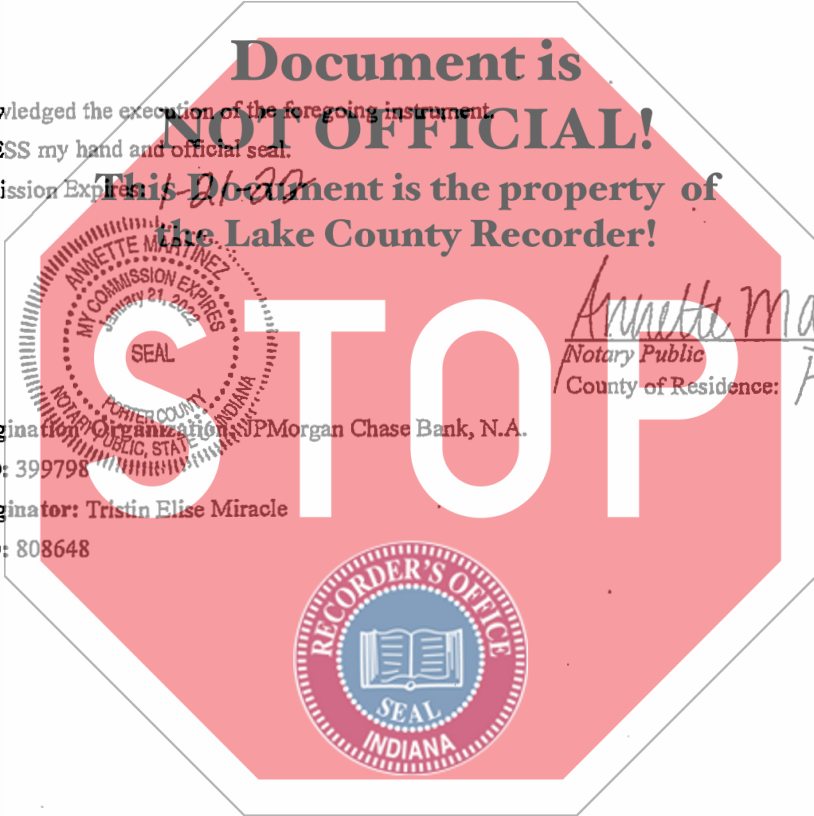 Document is
wledged the execution of the foregoing instrument.
NOT OFFICIAL!
ESS my hand and official seal.
ission Expires: 1-21-22
This Document is the property of
the Lake County Recorder!
ANNETTE MARTINEZ
MY COMMISSION EXPIRES
January 21, 2022
SEAL
PORTER COUNTY
NOTARY PUBLIC, STATE OF INDIANA
STOP
Annette Ma
Notary Public
County of Residence: P
gination Organization: JPMorgan Chase Bank, N.A.
: 399798
ginator: Tristin Elise Miracle
: 808648
RECORDER'S OFFICE
SEAL
INDIANA